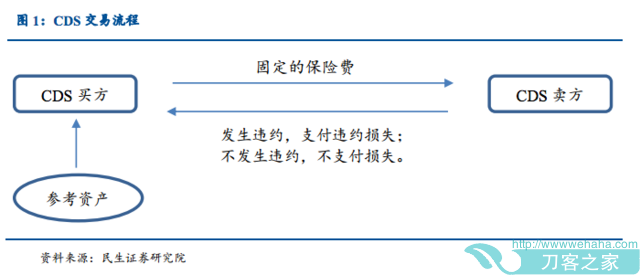 图 1：CDS 交易流程
固定的保险费
CDS 买方
CDS 卖方
发生违约，支付违约损失；
不发生违约，不支付损失。
参考资产
资料来源：民生证券研究院
http://www.wehaha.com
刀客之家